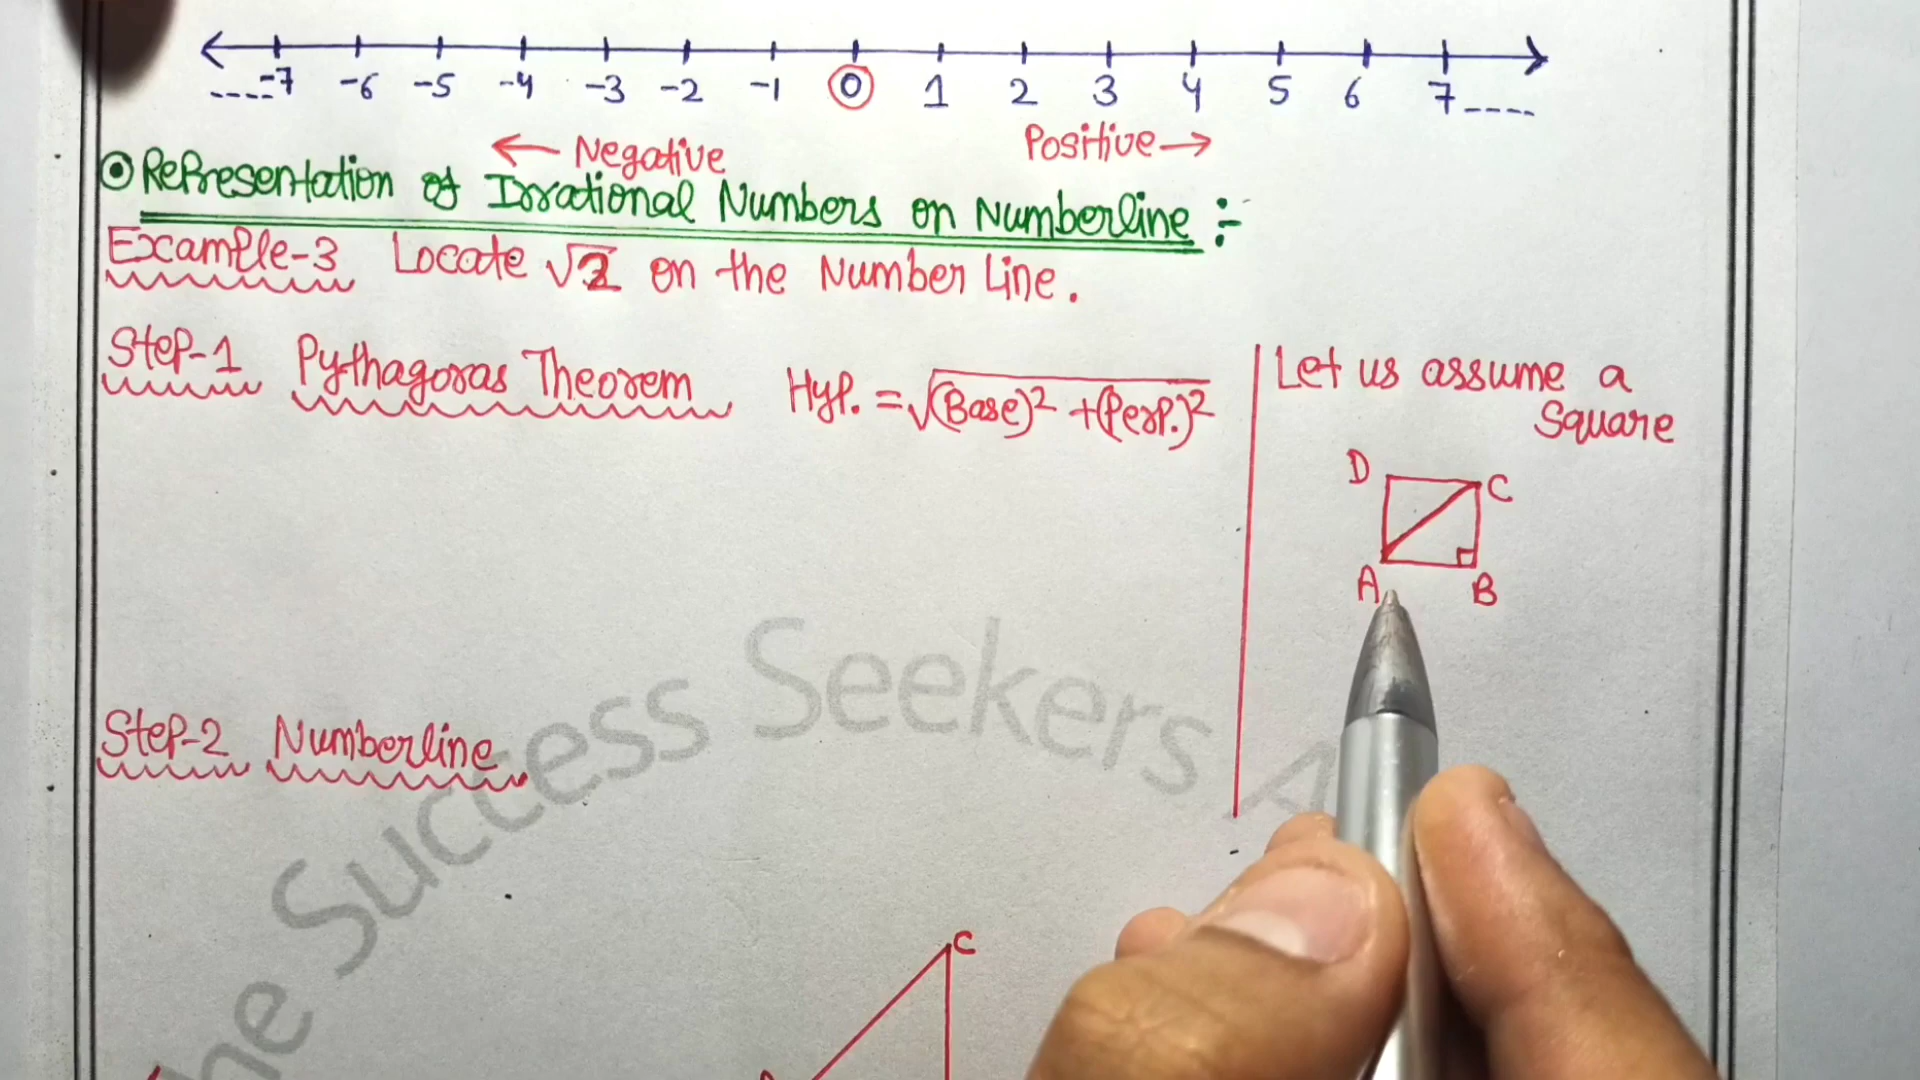 ----7 -6 -5 -4 -3 -2 -1 0 1 2 3 4 5 6 7----
← Negative Positive →
Representation of Irrational Numbers on Numberline :-
Example-3 Locate √2 on the Number Line.
Step-1 Pythagoras Theorem Hyp. = √(Base)² + (Perp.)²
Let us assume a
Square
D C
A B
Step-2 Numberline
The Success Seekers A
C